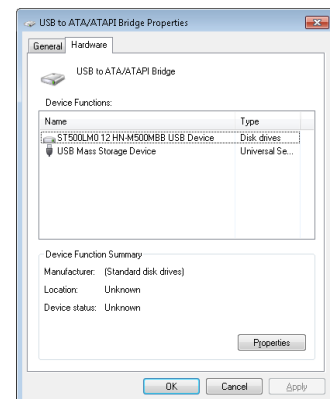 USB to ATA/ATAPI Bridge Properties
General Hardware
USB to ATA/ATAPI Bridge
Device Functions:
Name Type
ST500LM0 12 HN-M500MBB USB Device Disk drives
USB Mass Storage Device Universal Se...
Device Function Summary
Manufacturer: (Standard disk drives)
Location: Unknown
Device status: Unknown
Properties
OK Cancel Apply